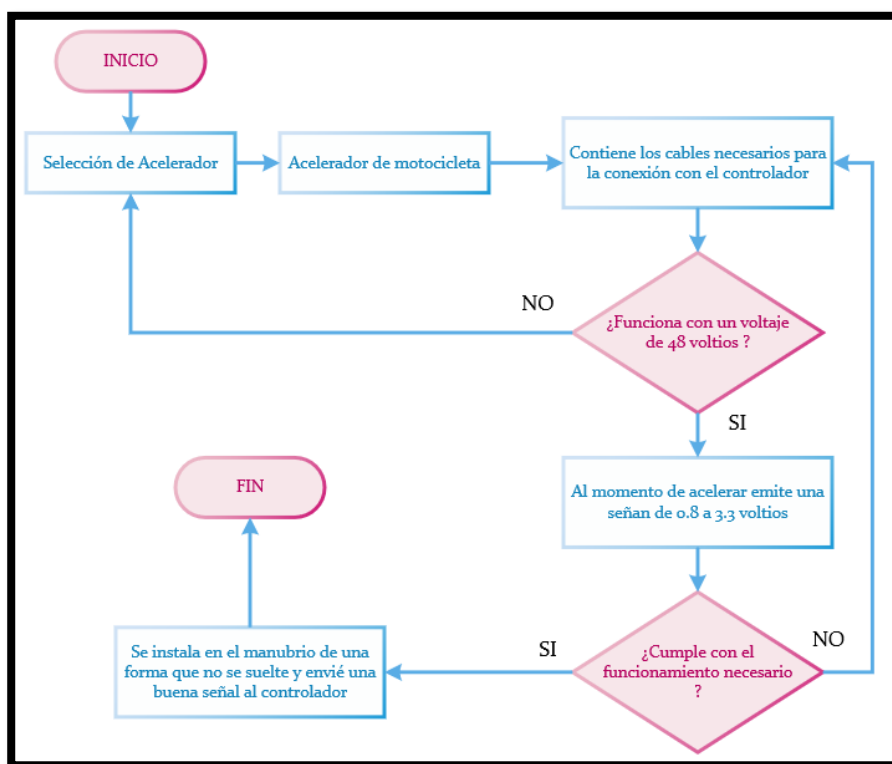 INICIO
Selección de Acelerador
Acelerador de motocicleta
Contiene los cables necesarios para
la conexión con el controlador
¿Funciona con un voltaje
de 48 voltios ?
NO
SI
Al momento de acelerar emite una
señan de 0.8 a 3.3 voltios
¿Cumple con el
funcionamiento necesario
?
NO
SI
Se instala en el manubrio de una
forma que no se suelte y envié una
buena señal al controlador
FIN